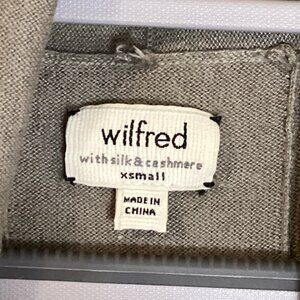 wilfred
with silk & cashmere
xsmall
MADE IN
CHINA